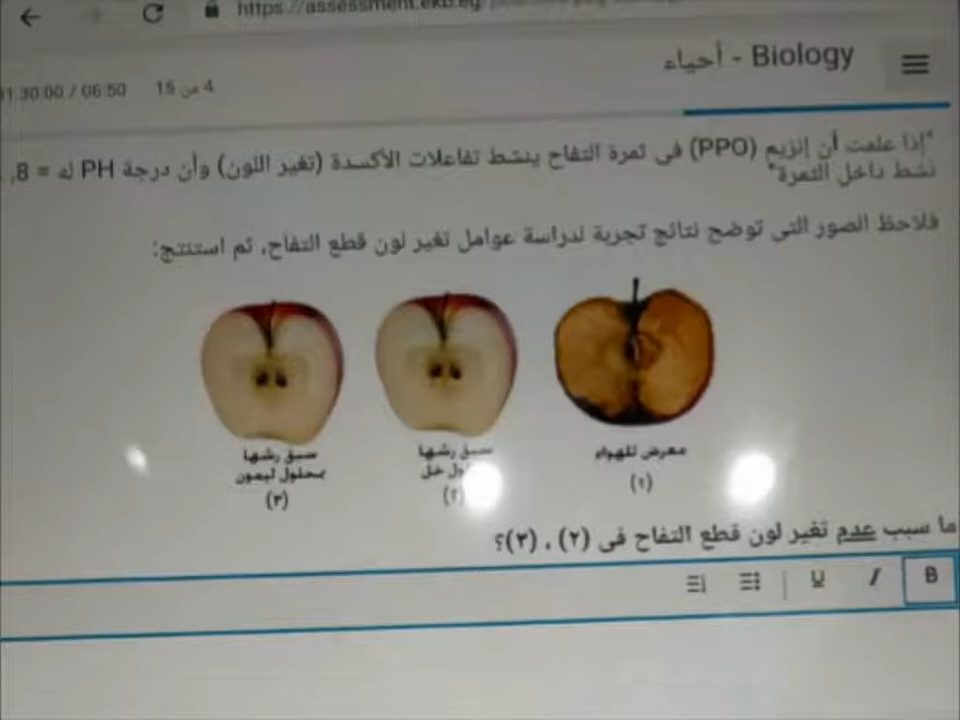 https://assessment.ekb.eg/
أحياء - Biology
4 من 15
1:30:00 / 06:50
"إذا علمت أن إنزيم (PPO) فى ثمرة التفاح ينشط تفاعلات الأكسدة (تغير اللون) وأن درجة PH له = 8,
نشط داخل الثمرة"
فلاحظ الصور التى توضح نتائج تجربة لدراسة عوامل تغير لون قطع التفاح، ثم استنتج:
معرض للهواء
(١)
سبق رشها
خل
(٢)
سبق رشها
بمحلول ليمون
(٣)
ما سبب عدم تغير لون قطع التفاح فى (٢) ، (٣)؟
B I U